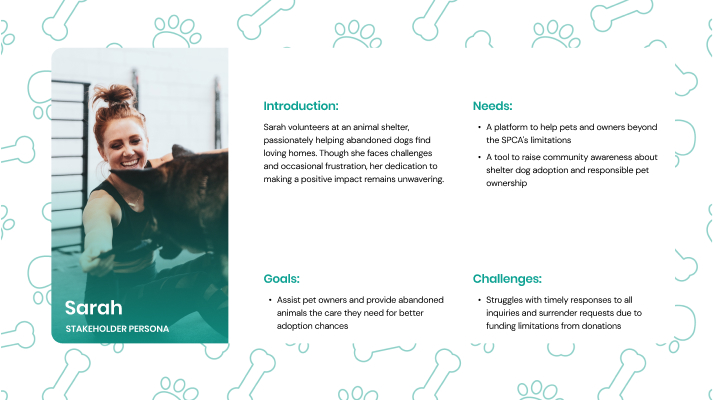 Introduction:
Sarah volunteers at an animal shelter,
passionately helping abandoned dogs find
loving homes. Though she faces challenges
and occasional frustration, her dedication to
making a positive impact remains unwavering.
Needs:
• A platform to help pets and owners beyond
the SPCA's limitations
• A tool to raise community awareness about
shelter dog adoption and responsible pet
ownership
Goals:
• Assist pet owners and provide abandoned
animals the care they need for better
adoption chances
Challenges:
• Struggles with timely responses to all
inquiries and surrender requests due to
funding limitations from donations
Sarah
STAKEHOLDER PERSONA